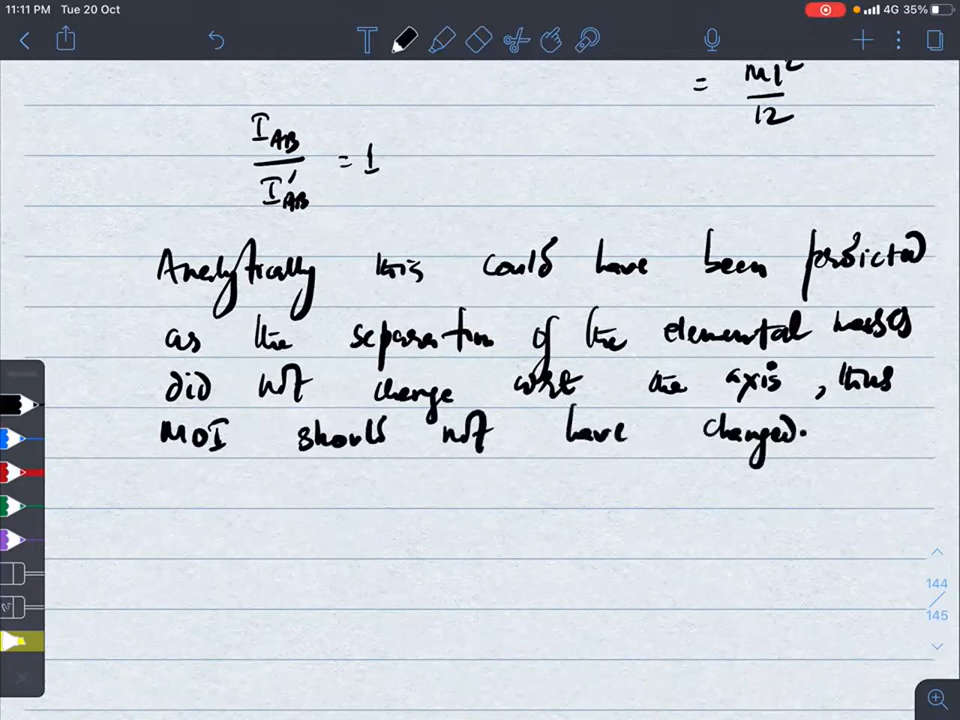 11:11 PM Tue 20 Oct
4G 35%
= Ml²/12
I_AB / I'_AB = 1
Analytically this could have been predicted
as the separation of the elemental masses
did not change wrt the axis, thus
MOI should not have changed.
144
/
145